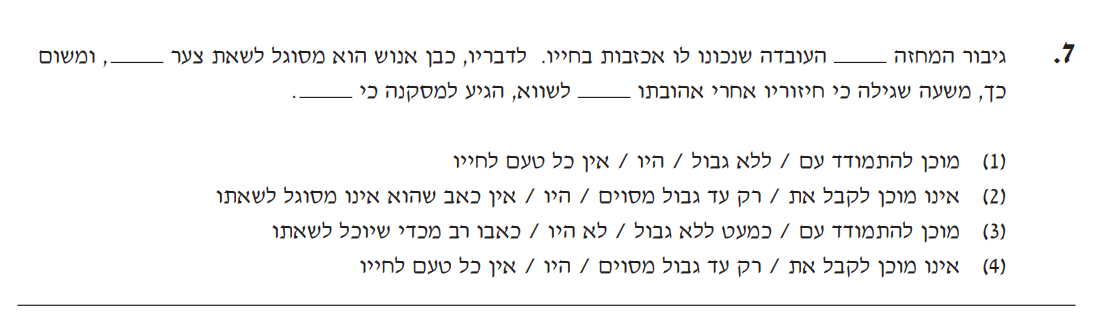 7. גיבור המחזה _____ העובדה שנכונו לו אכזבות בחייו. לדבריו, כבן אנוש הוא מסוגל לשאת צער _____, ומשום
כך, משעה שגילה כי חיזוריו אחרי אהובתו _____ לשווא, הגיע למסקנה כי _____.
(1) מוכן להתמודד עם / ללא גבול / היו / אין כל טעם לחייו
(2) אינו מוכן לקבל את / רק עד גבול מסוים / היו / אין כאב שהוא אינו מסוגל לשאתו
(3) מוכן להתמודד עם / כמעט ללא גבול / לא היו / כאבו רב מכדי שיוכל לשאתו
(4) אינו מוכן לקבל את / רק עד גבול מסוים / היו / אין כל טעם לחייו